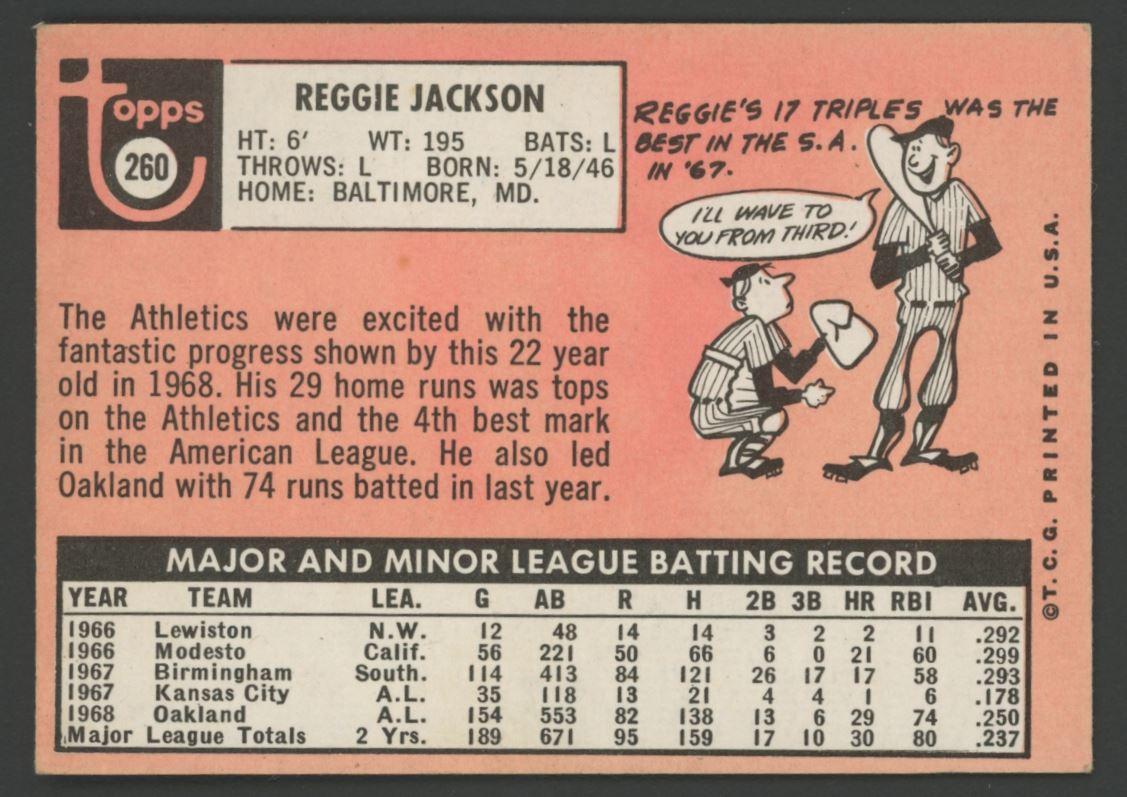 topps
260
REGGIE JACKSON
HT: 6' WT: 195 BATS: L
THROWS: L BORN: 5/18/46
HOME: BALTIMORE, MD.
REGGIE'S 17 TRIPLES WAS THE
BEST IN THE S.A.
IN '67.
I'LL WAVE TO
YOU FROM THIRD!
The Athletics were excited with the
fantastic progress shown by this 22 year
old in 1968. His 29 home runs was tops
on the Athletics and the 4th best mark
in the American League. He also led
Oakland with 74 runs batted in last year.
©T. C. G. PRINTED IN U.S.A.
MAJOR AND MINOR LEAGUE BATTING RECORD
YEAR TEAM LEA. G AB R H 2B 3B HR RBI AVG.
1966 Lewiston N.W. 12 48 14 14 3 2 2 11 .292
1966 Modesto Calif. 56 221 50 66 6 0 21 60 .299
1967 Birmingham South. 114 413 84 121 26 17 17 58 .293
1967 Kansas City A.L. 35 118 13 21 4 4 1 6 .178
1968 Oakland A.L. 154 553 82 138 13 6 29 74 .250
Major League Totals 2 Yrs. 189 671 95 159 17 10 30 80 .237